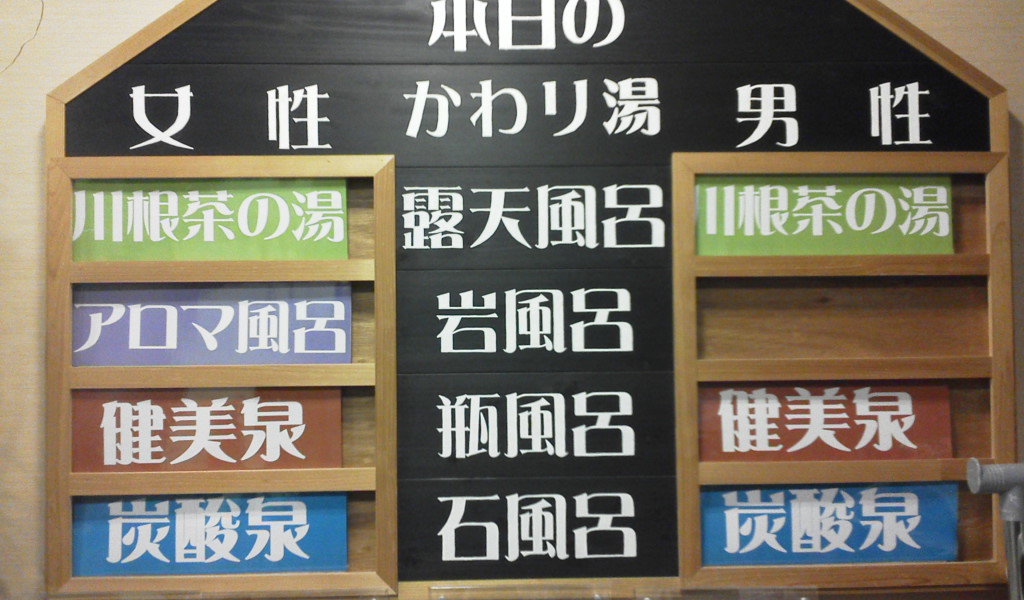 本日の
女性 かわり湯 男性
川根茶の湯 露天風呂 川根茶の湯
アロマ風呂 岩風呂
健美泉 瓶風呂 健美泉
炭酸泉 石風呂 炭酸泉